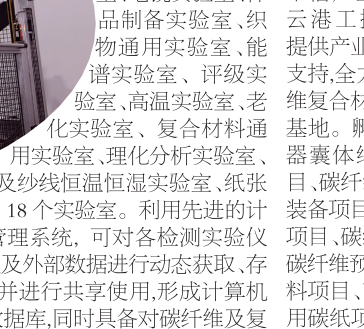 品制备实验室、织
物通用实验室、能
谱实验室、评级实
验室、高温实验室、老
化实验室、复合材料通
用实验室、理化分析实验室、
及纱线恒温恒湿实验室、纸张
18 个实验室。利用先进的计
管理系统，可对各检测实验仪
及外部数据进行动态获取、存
并进行共享使用,形成计算机
据库,同时具备对碳纤维及复
云港工
提供产业
支持,全
维复合材
基地。
器囊体
目、碳纤
装备项目
项目、碳
碳纤维预
料项目、
用碳纸项